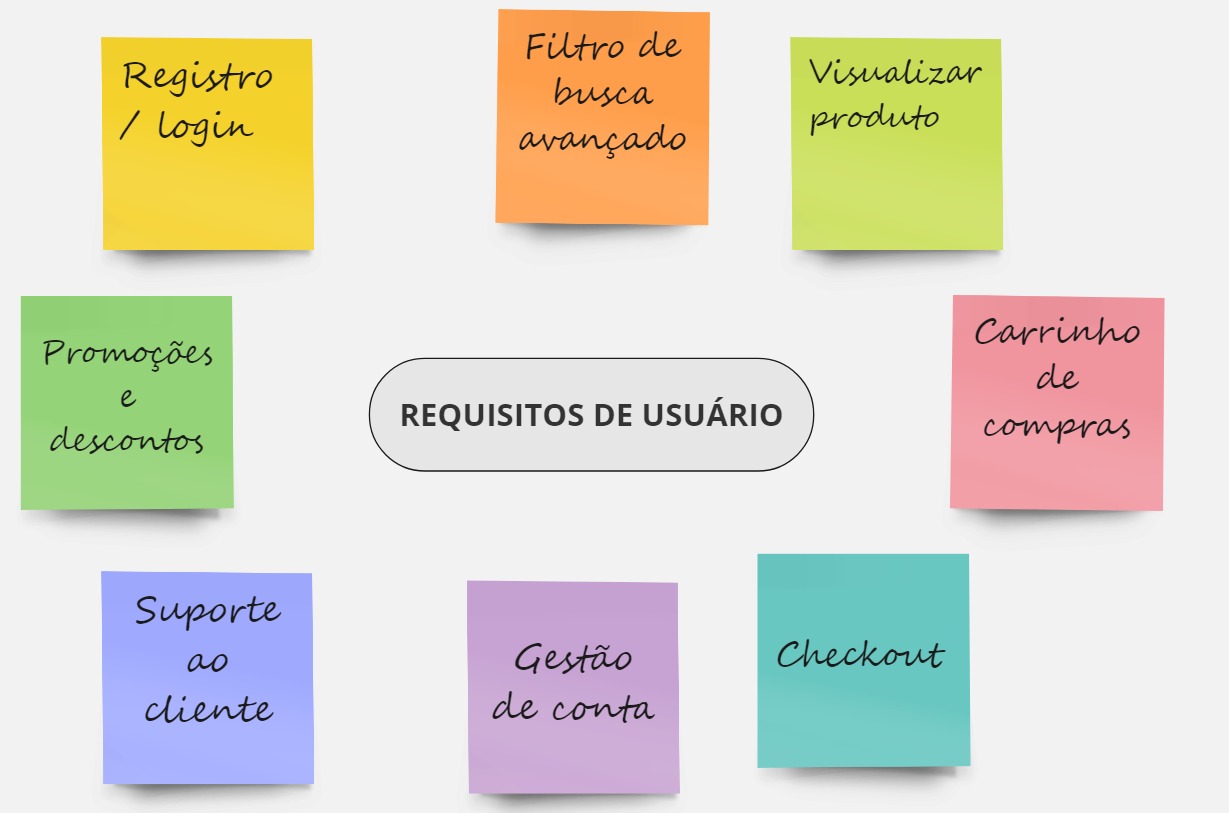 Registro
/ login
Filtro de
busca
avançado
Visualizar
produto
Promoções
e
descontos
REQUISITOS DE USUÁRIO
Carrinho
de
compras
Suporte
ao
cliente
Gestão
de conta
Checkout